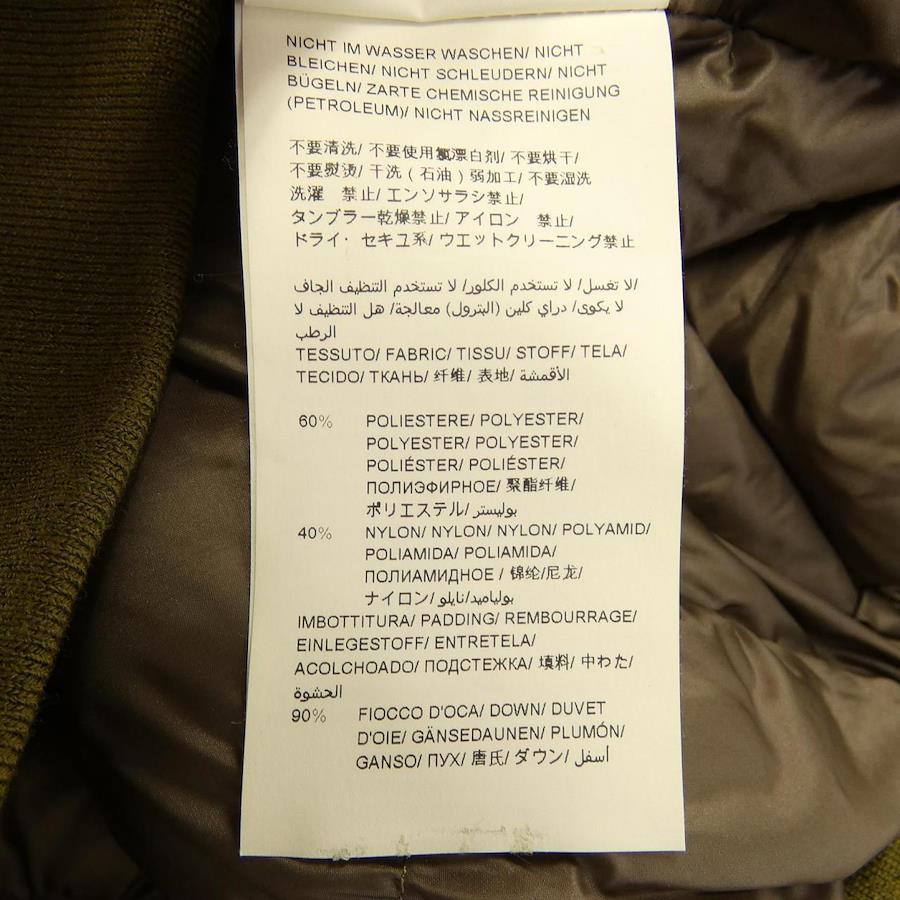 NICHT IM WASSER WASCHEN/ NICHT
BLEICHEN/ NICHT SCHLEUDERN/ NICHT
BÜGELN/ ZARTE CHEMISCHE REINIGUNG
(PETROLEUM)/ NICHT NASSREINIGEN
不要清洗/ 不要使用氯漂白剂/ 不要烘干/
不要熨烫/ 干洗（石油）弱加工/ 不要湿洗
洗濯　禁止/ エンソサラシ禁止/
タンブラー乾燥禁止/ アイロン　禁止/
ドライ・ セキユ系/ ウエットクリーニング禁止
لا تغسل/ لا تستخدم الكلور/ لا تستخدم التنظيف الجاف/
لا يكوى/ دراي كلين (البترول) معالجة/ هل التنظيف لا
الرطب
TESSUTO/ FABRIC/ TISSU/ STOFF/ TELA/
TECIDO/ ТКАНЬ/ 纤维/ 表地/ الأقمشة
60% POLIESTERE/ POLYESTER/
POLYESTER/ POLYESTER/
POLIÉSTER/ POLIÉSTER/
ПОЛИЭФИРНОЕ/ 聚酯纤维/
ポリエステル/ بوليستر
40% NYLON/ NYLON/ NYLON/ POLYAMID/
POLIAMIDA/ POLIAMIDA/
ПОЛИАМИДНОЕ / 锦纶/尼龙/
ナイロン/ بولياميد/نايلو
IMBOTTITURA/ PADDING/ REMBOURRAGE/
EINLEGESTOFF/ ENTRETELA/
ACOLCHOADO/ ПОДСТЕЖКА/ 填料/ 中わた/
الحشوة
90% FIOCCO D'OCA/ DOWN/ DUVET
D'OIE/ GÄNSEDAUNEN/ PLUMÓN/
GANSO/ ПУХ/ 唐氏/ ダウン/ أسفل